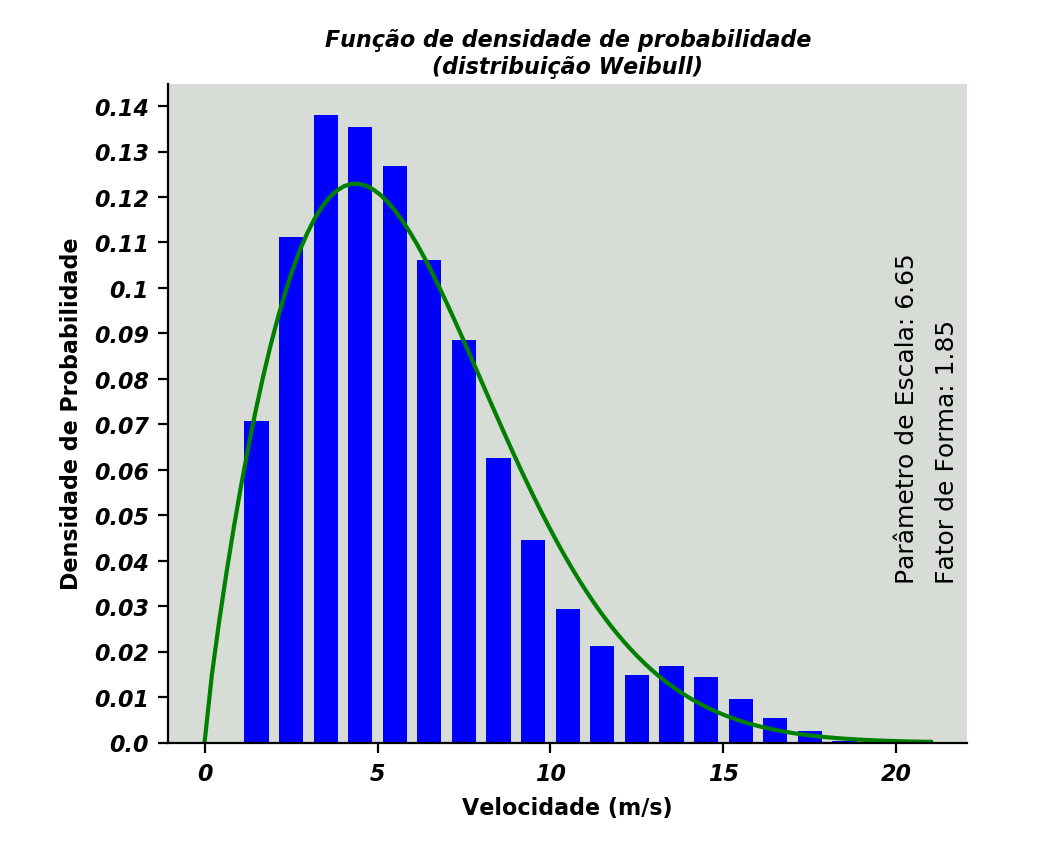 Função de densidade de probabilidade
(distribuição Weibull)
Densidade de Probabilidade
0.14
0.13
0.12
0.11
0.1
0.09
0.08
0.07
0.06
0.05
0.04
0.03
0.02
0.01
0.0
Parâmetro de Escala: 6.65
Fator de Forma: 1.85
0 5 10 15 20
Velocidade (m/s)